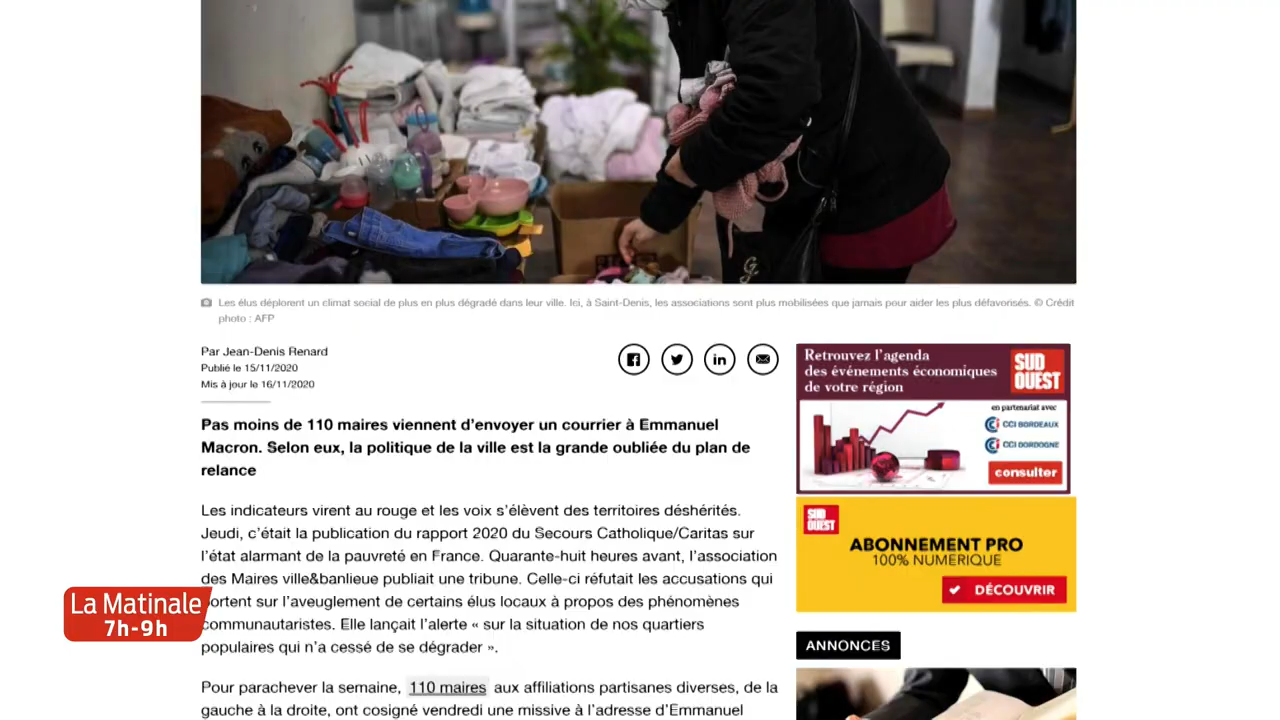 Les élus déplorent un climat social de plus en plus dégradé dans leur ville. Ici, à Saint-Denis, les associations sont plus mobilisées que jamais pour aider les plus défavorisés. © Crédit
photo : AFP
Par Jean-Denis Renard
Publié le 15/11/2020
Mis à jour le 16/11/2020
Pas moins de 110 maires viennent d'envoyer un courrier à Emmanuel
Macron. Selon eux, la politique de la ville est la grande oubliée du plan de
relance
Les indicateurs virent au rouge et les voix s'élèvent des territoires déshérités.
Jeudi, c'était la publication du rapport 2020 du Secours Catholique/Caritas sur
l'état alarmant de la pauvreté en France. Quarante-huit heures avant, l'association
des Maires ville&banlieue publiait une tribune. Celle-ci réfutait les accusations qui
portent sur l'aveuglement de certains élus locaux à propos des phénomènes
communautaristes. Elle lançait l'alerte « sur la situation de nos quartiers
populaires qui n'a cessé de se dégrader ».
Pour parachever la semaine, 110 maires aux affiliations partisanes diverses, de la
gauche à la droite, ont cosigné vendredi une missive à l'adresse d'Emmanuel
La Matinale
7h-9h
Retrouvez l'agenda
des événements économiques
de votre région
SUD
OUEST
en partenariat avec
CCI BORDEAUX
CCI DORDOGNE
consulter
SUD
OUEST
ABONNEMENT PRO
100% NUMERIQUE
DÉCOUVRIR
ANNONCES